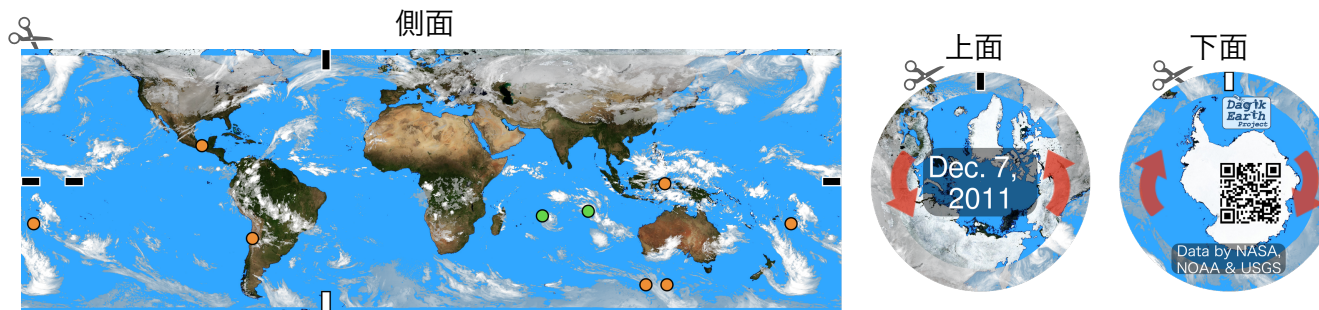 側面
上面
下面
Dec. 7,
2011
Dagik
Earth
Project
Data by NASA,
NOAA & USGS